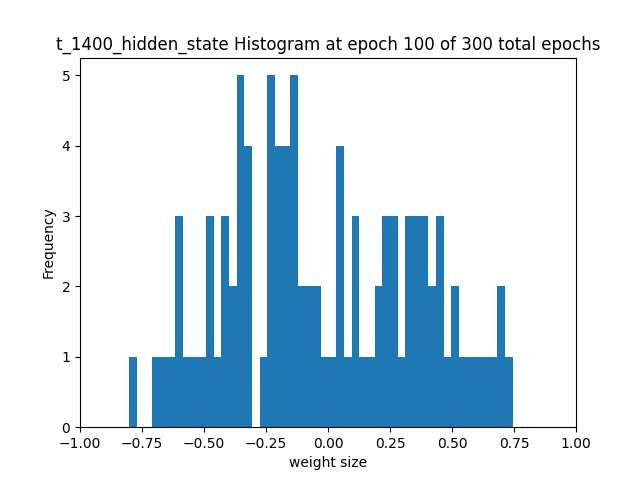 t_1400_hidden_state Histogram at epoch 100 of 300 total epochs
5
4
3
2
1
0
Frequency
−1.00 −0.75 −0.50 −0.25 0.00 0.25 0.50 0.75 1.00
weight size